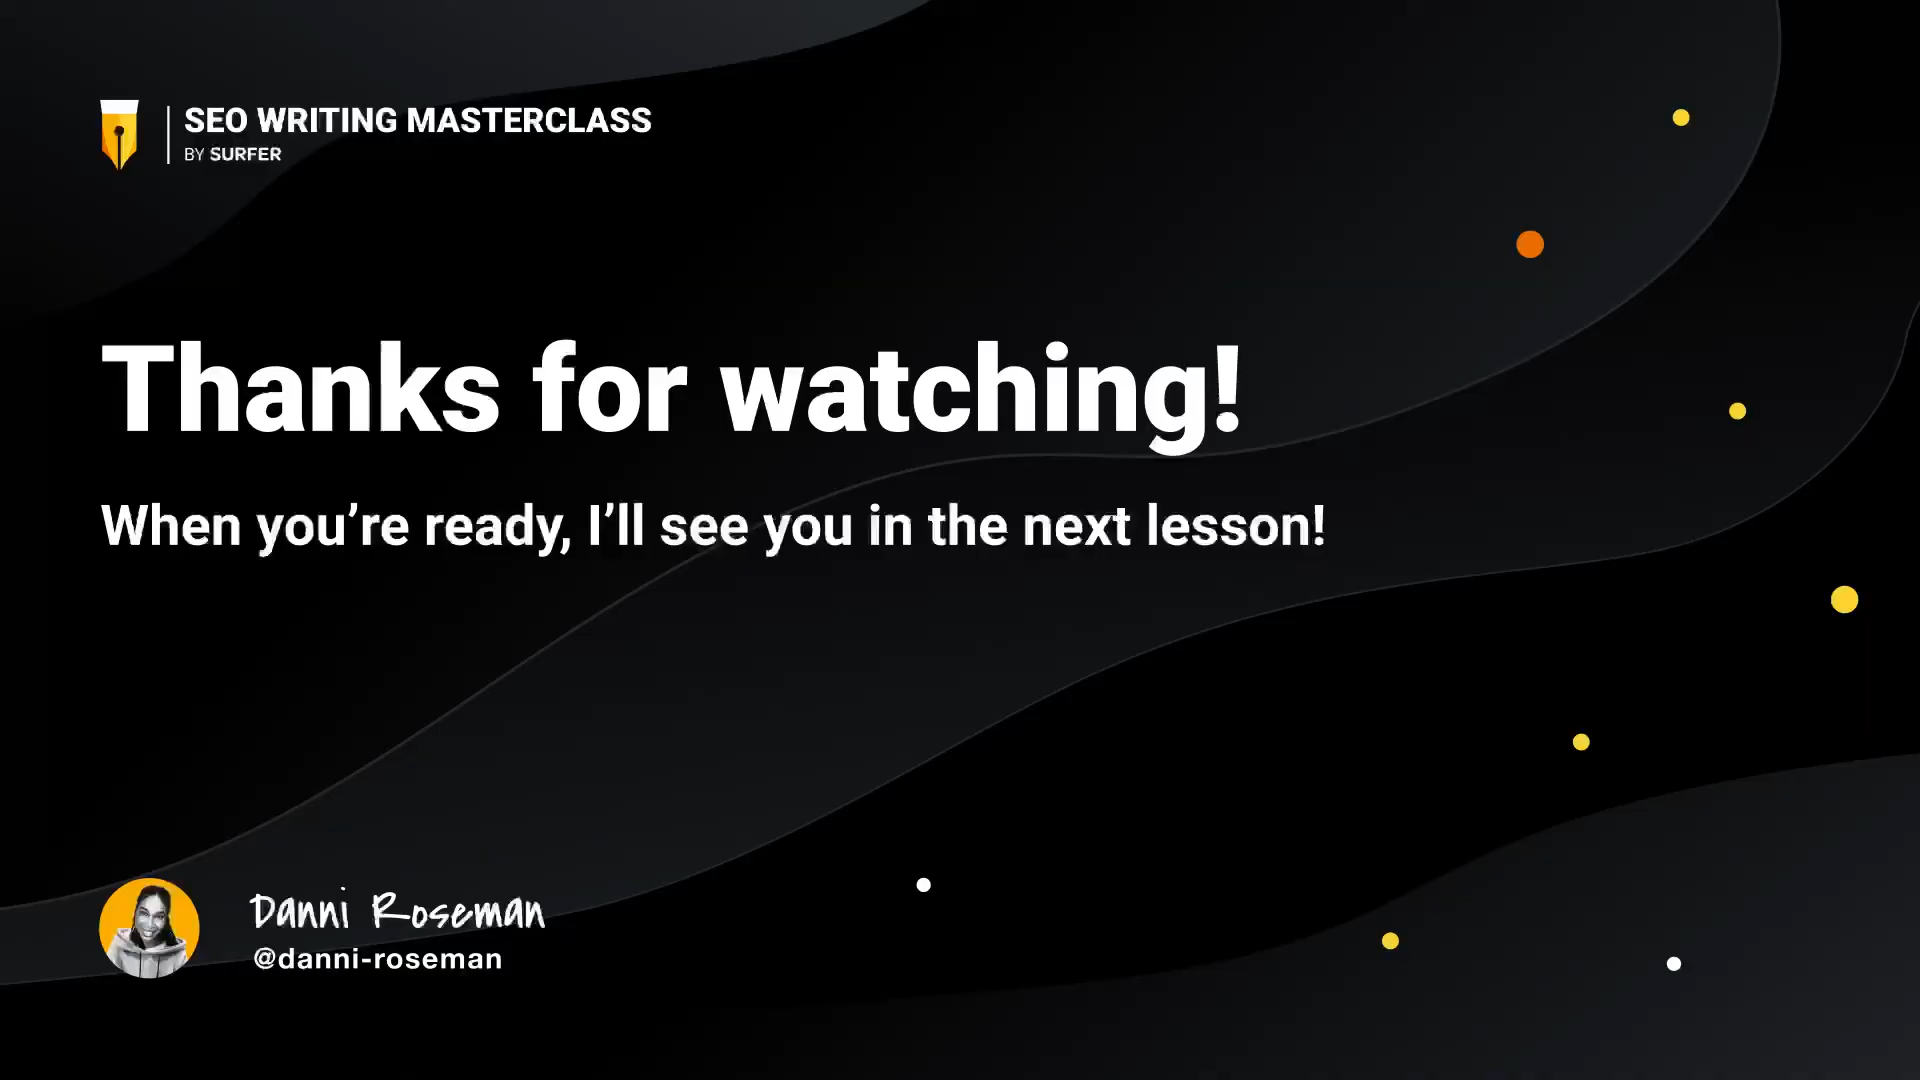 SEO WRITING MASTERCLASS
BY SURFER
Thanks for watching!
When you’re ready, I’ll see you in the next lesson!
Danni Roseman
@danni-roseman